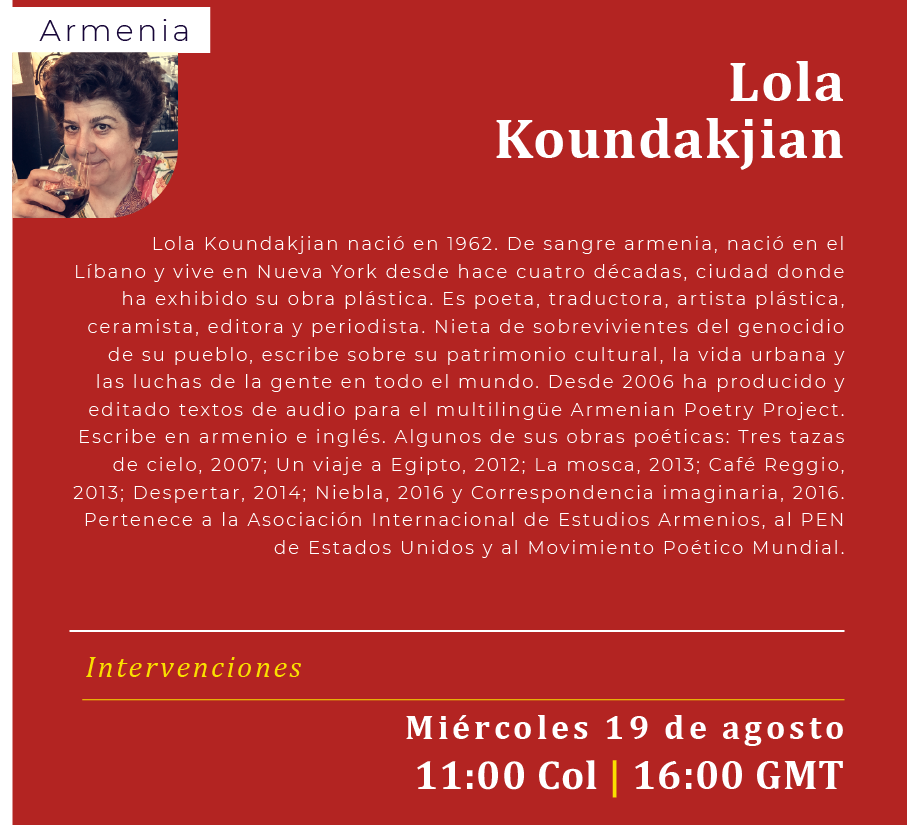 Armenia
Lola
Koundakjian
Lola Koundakjian nació en 1962. De sangre armenia, nació en el
Líbano y vive en Nueva York desde hace cuatro décadas, ciudad donde
ha exhibido su obra plástica. Es poeta, traductora, artista plástica,
ceramista, editora y periodista. Nieta de sobrevivientes del genocidio
de su pueblo, escribe sobre su patrimonio cultural, la vida urbana y
las luchas de la gente en todo el mundo. Desde 2006 ha producido y
editado textos de audio para el multilingüe Armenian Poetry Project.
Escribe en armenio e inglés. Algunos de sus obras poéticas: Tres tazas
de cielo, 2007; Un viaje a Egipto, 2012; La mosca, 2013; Café Reggio,
2013; Despertar, 2014; Niebla, 2016 y Correspondencia imaginaria, 2016.
Pertenece a la Asociación Internacional de Estudios Armenios, al PEN
de Estados Unidos y al Movimiento Poético Mundial.
Intervenciones
Miércoles 19 de agosto
11:00 Col | 16:00 GMT